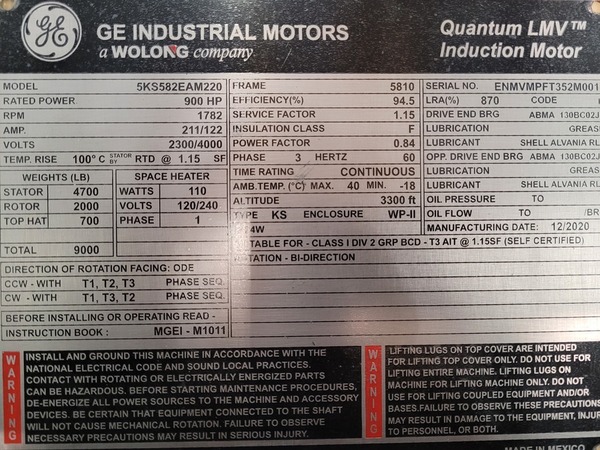 GE INDUSTRIAL MOTORS
a WOLONG company
Quantum LMV™
Induction Motor
MODEL 5KS582EAM220
RATED POWER 900 HP
RPM 1782
AMP. 211/122
VOLTS 2300/4000
TEMP. RISE 100°C STATOR BY RTD @ 1.15 SF
WEIGHTS (LB)
STATOR 4700
ROTOR 2000
TOP HAT 700
TOTAL 9000
SPACE HEATER
WATTS 110
VOLTS 120/240
PHASE 1
DIRECTION OF ROTATION FACING: ODE
CCW - WITH T1, T2, T3 PHASE SEQ.
CW - WITH T1, T3, T2 PHASE SEQ.
BEFORE INSTALLING OR OPERATING READ -
INSTRUCTION BOOK : MGEI - M1011
FRAME 5810
EFFICIENCY(%) 94.5
SERVICE FACTOR 1.15
INSULATION CLASS F
POWER FACTOR 0.84
PHASE 3 HERTZ 60
TIME RATING CONTINUOUS
AMB.TEMP. (°C) MAX. 40 MIN. -18
ALTITUDE 3300 ft
TYPE KS ENCLOSURE WP-II
4W
TABLE FOR - CLASS I DIV 2 GRP BCD - T3 AIT @ 1.15SF (SELF CERTIFIED)
ROTATION - BI-DIRECTION
SERIAL NO. ENMVMPFT352M001
LRA(%) 870 CODE
DRIVE END BRG ABMA 130BC02J
LUBRICATION GREAS
LUBRICANT SHELL ALVANIA RL
OPP. DRIVE END BRG ABMA 130BC02J
LUBRICATION GREAS
LUBRICANT SHELL ALVANIA RL
OIL PRESSURE TO
OIL FLOW TO /BR
MANUFACTURING DATE: 12/2020
WARNING
INSTALL AND GROUND THIS MACHINE IN ACCORDANCE WITH THE
NATIONAL ELECTRICAL CODE AND SOUND LOCAL PRACTICES.
CONTACT WITH ROTATING OR ELECTRICALLY ENERGIZED PARTS
CAN BE HAZARDOUS. BEFORE STARTING MAINTENANCE PROCEDURES,
DE-ENERGIZE ALL POWER SOURCES TO THE MACHINE AND ACCESSORY
DEVICES. BE CERTAIN THAT EQUIPMENT CONNECTED TO THE SHAFT
WILL NOT CAUSE MECHANICAL ROTATION. FAILURE TO OBSERVE
NECESSARY PRECAUTIONS MAY RESULT IN SERIOUS INJURY.
WARNING
LIFTING LUGS ON TOP COVER ARE INTENDED
FOR LIFTING TOP COVER ONLY. DO NOT USE FOR
LIFTING ENTIRE MACHINE. LIFTING LUGS ON
MACHINE FOR LIFTING MACHINE ONLY. DO NOT
USE FOR LIFTING COUPLED EQUIPMENT AND/OR
BASES.FAILURE TO OBSERVE THESE PRECAUTIONS
MAY RESULT IN DAMAGE TO THE EQUIPMENT, INJUR
TO PERSONNEL, OR BOTH.
MADE IN MEXICO